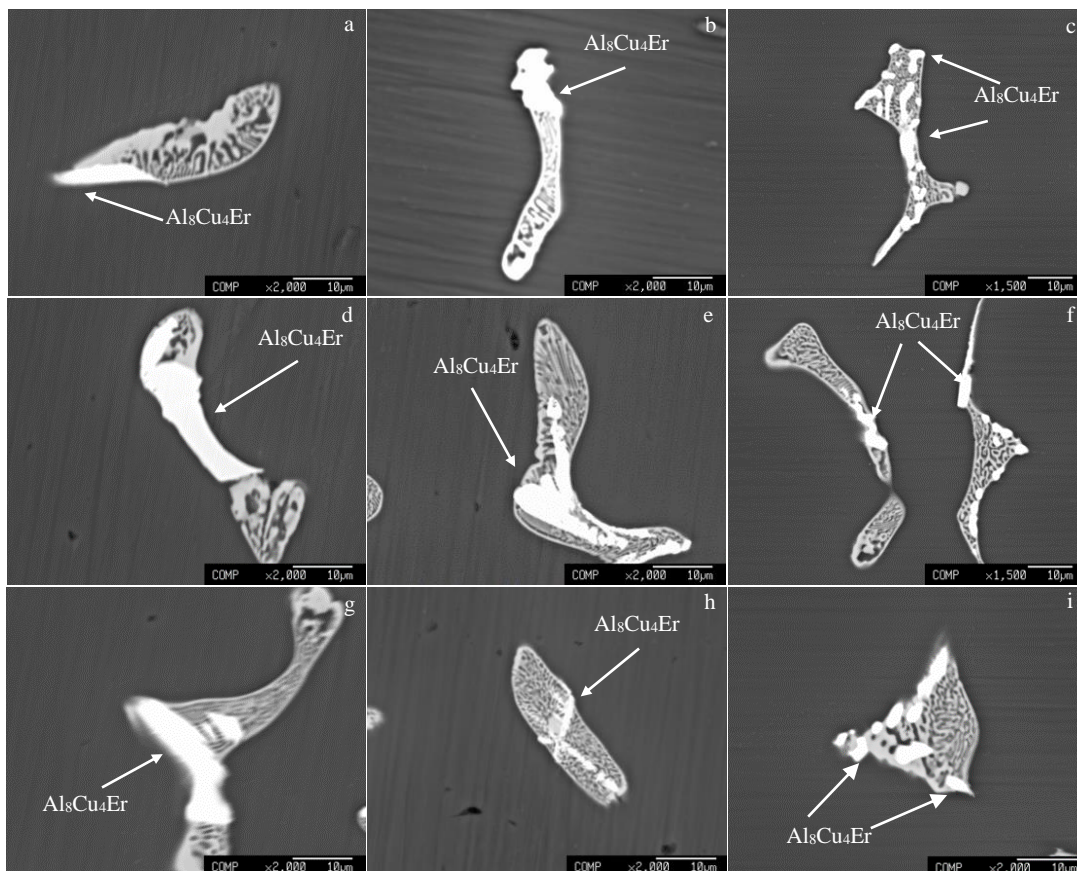 a
Al₈Cu₄Er
COMP ×2,000 10μm
b
Al₈Cu₄Er
COMP ×2,000 10μm
c
Al₈Cu₄Er
COMP ×1,500 10μm
d
Al₈Cu₄Er
COMP ×2,000 10μm
e
Al₈Cu₄Er
COMP ×2,000 10μm
f
Al₈Cu₄Er
COMP ×1,500 10μm
g
Al₈Cu₄Er
COMP ×2,000 10μm
h
Al₈Cu₄Er
COMP ×2,000 10μm
i
Al₈Cu₄Er
COMP ×2,000 10μm